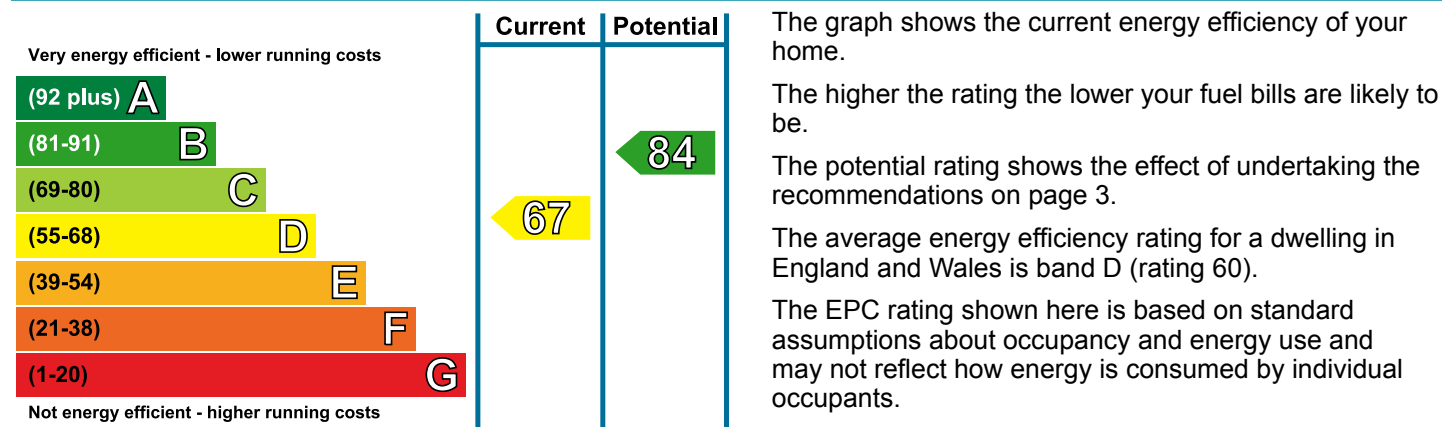 Current Potential
Very energy efficient - lower running costs
(92 plus) A
(81-91) B
84
(69-80) C
67
(55-68) D
(39-54) E
(21-38) F
(1-20) G
Not energy efficient - higher running costs
The graph shows the current energy efficiency of your
home.
The higher the rating the lower your fuel bills are likely to
be.
The potential rating shows the effect of undertaking the
recommendations on page 3.
The average energy efficiency rating for a dwelling in
England and Wales is band D (rating 60).
The EPC rating shown here is based on standard
assumptions about occupancy and energy use and
may not reflect how energy is consumed by individual
occupants.